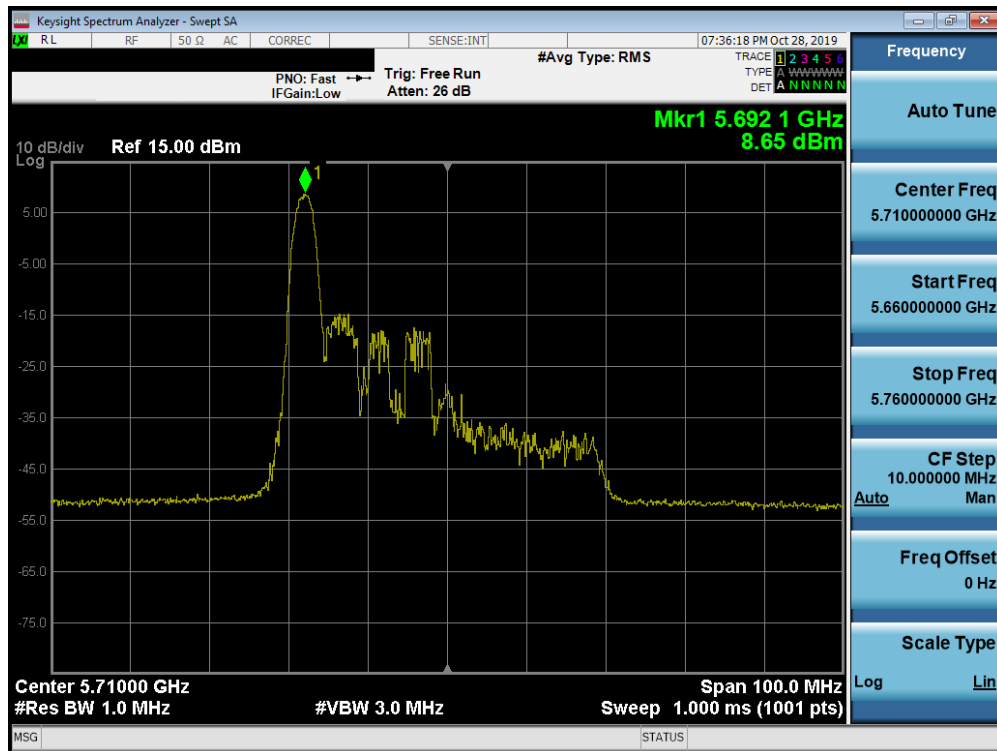 Keysight Spectrum Analyzer - Swept SA
LXI RL RF 50 Ω AC CORREC SENSE:INT 07:36:18 PM Oct 28, 2019
#Avg Type: RMS TRACE 1 2 3 4 5 6
PNO: Fast Trig: Free Run TYPE A WWWWW
IFGain:Low Atten: 26 dB DET A N N N N N
Mkr1 5.692 1 GHz
10 dB/div Ref 15.00 dBm 8.65 dBm
Log
1
5.00
-5.00
-15.0
-25.0
-35.0
-45.0
-55.0
-65.0
-75.0
Center 5.71000 GHz Span 100.0 MHz
#Res BW 1.0 MHz #VBW 3.0 MHz Sweep 1.000 ms (1001 pts)
MSG STATUS
Frequency
Auto Tune
Center Freq
5.710000000 GHz
Start Freq
5.660000000 GHz
Stop Freq
5.760000000 GHz
CF Step
10.000000 MHz
Auto Man
Freq Offset
0 Hz
Scale Type
Log Lin